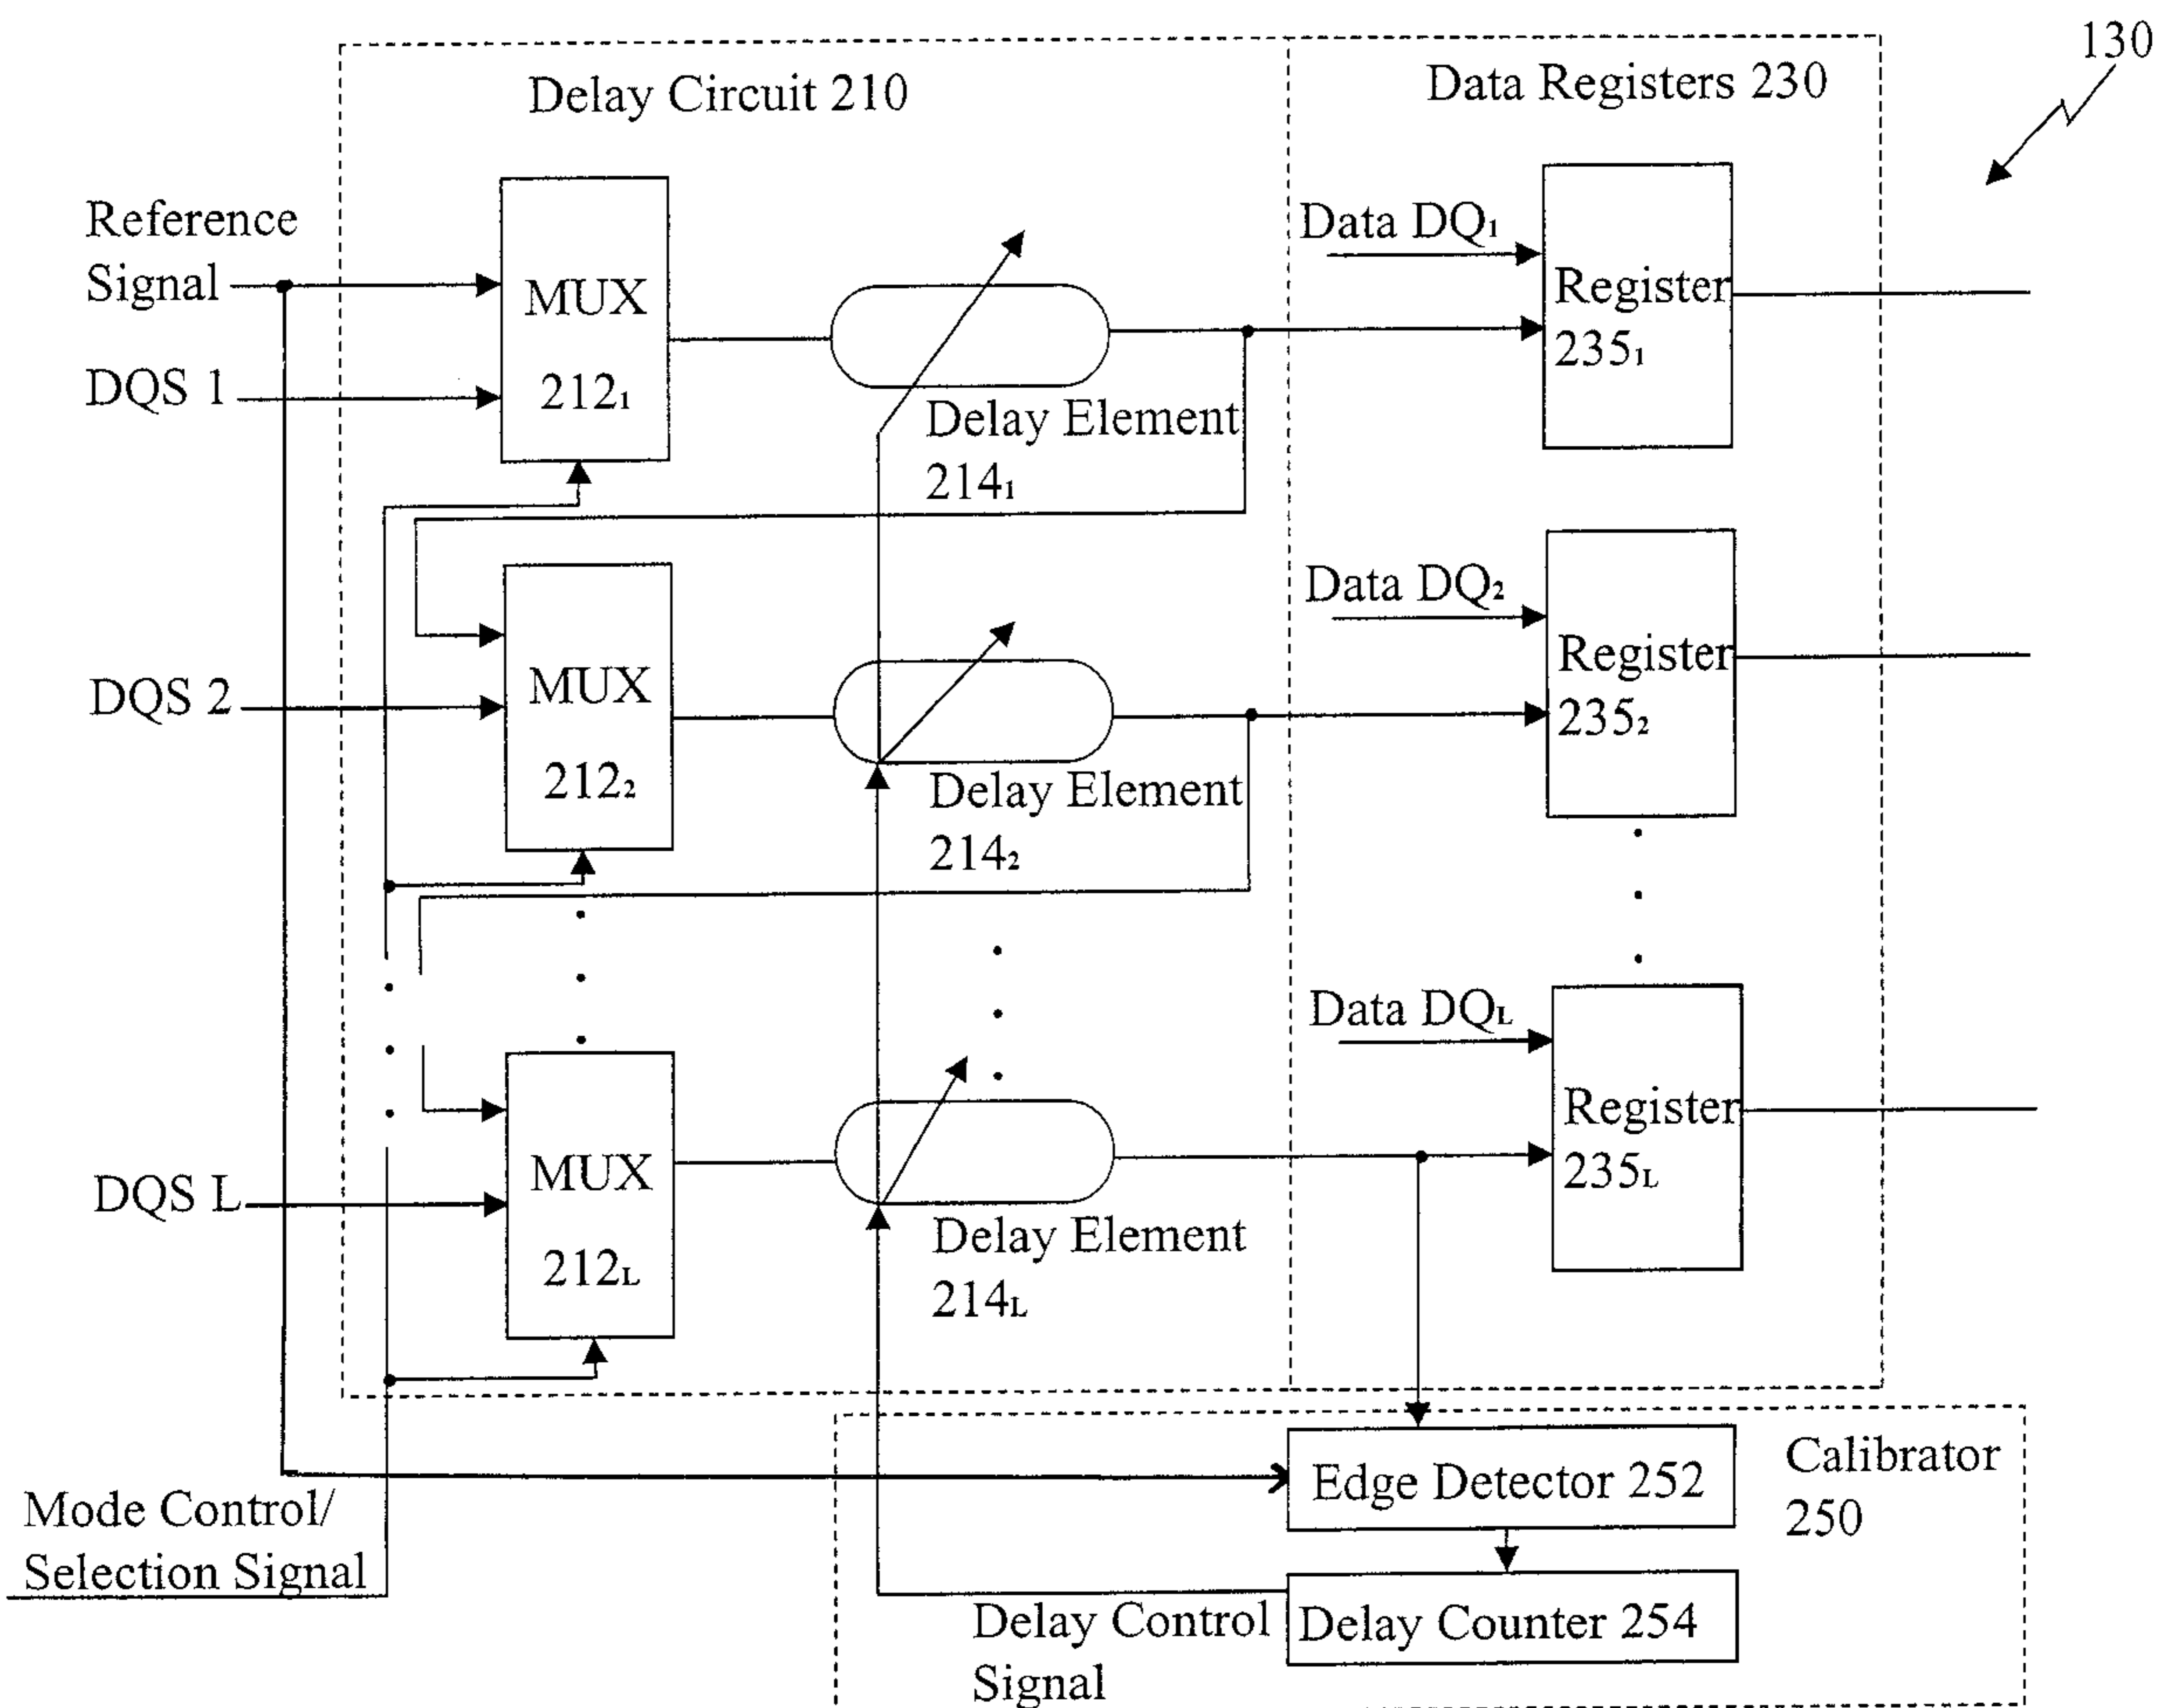 130
Delay Circuit 210
Data Registers 230
Reference
Signal
DQS 1
MUX
212₁
Delay Element
214₁
Data DQ₁
Register
235₁
DQS 2
MUX
212₂
Delay Element
214₂
Data DQ₂
Register
235₂
DQS L
MUX
212L
Delay Element
214L
Data DQL
Register
235L
Mode Control/
Selection Signal
Edge Detector 252
Calibrator
250
Delay Control
Signal
Delay Counter 254